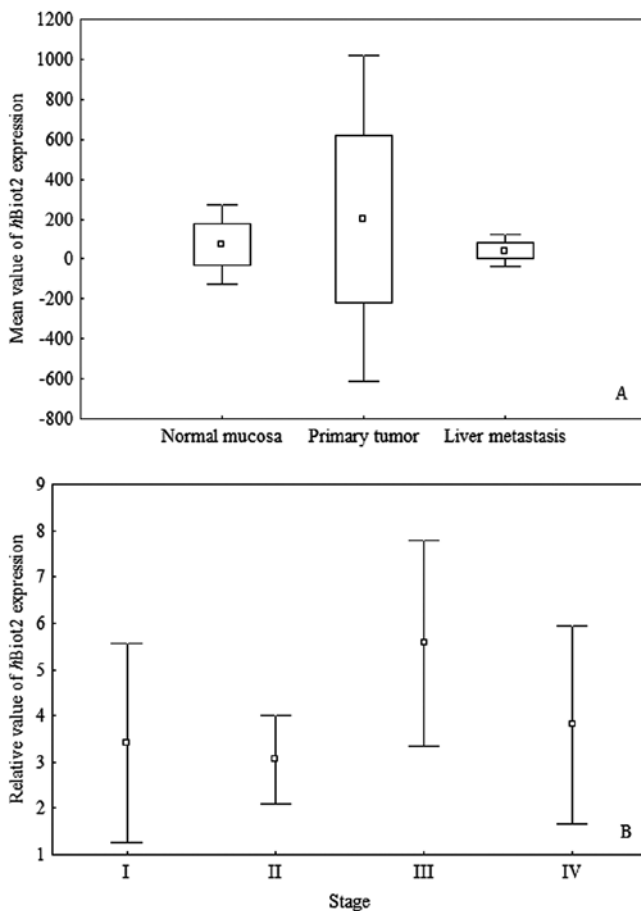 1200
1000
800
600
400
200
0
-200
-400
-600
-800
Mean value of hBiot2 expression
A
Normal mucosa Primary tumor Liver metastasis
9
8
7
6
5
4
3
2
1
Relative value of hBiot2 expression
B
I II III IV
Stage